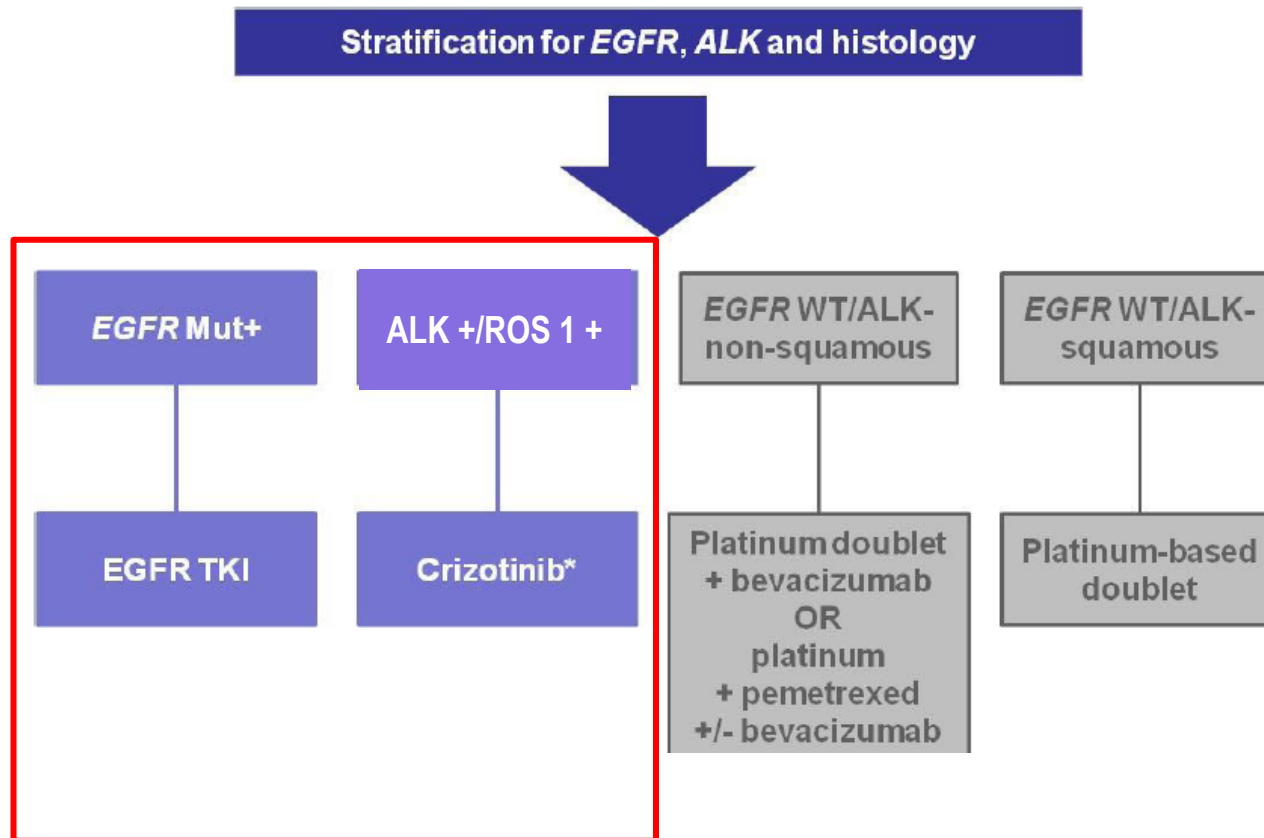 Stratification for EGFR, ALK and histology
EGFR Mut+
ALK +/ROS 1 +
EGFR WT/ALK-
non-squamous
EGFR WT/ALK-
squamous
EGFR TKI
Crizotinib*
Platinum doublet
+ bevacizumab
OR
platinum
+ pemetrexed
+/- bevacizumab
Platinum-based
doublet